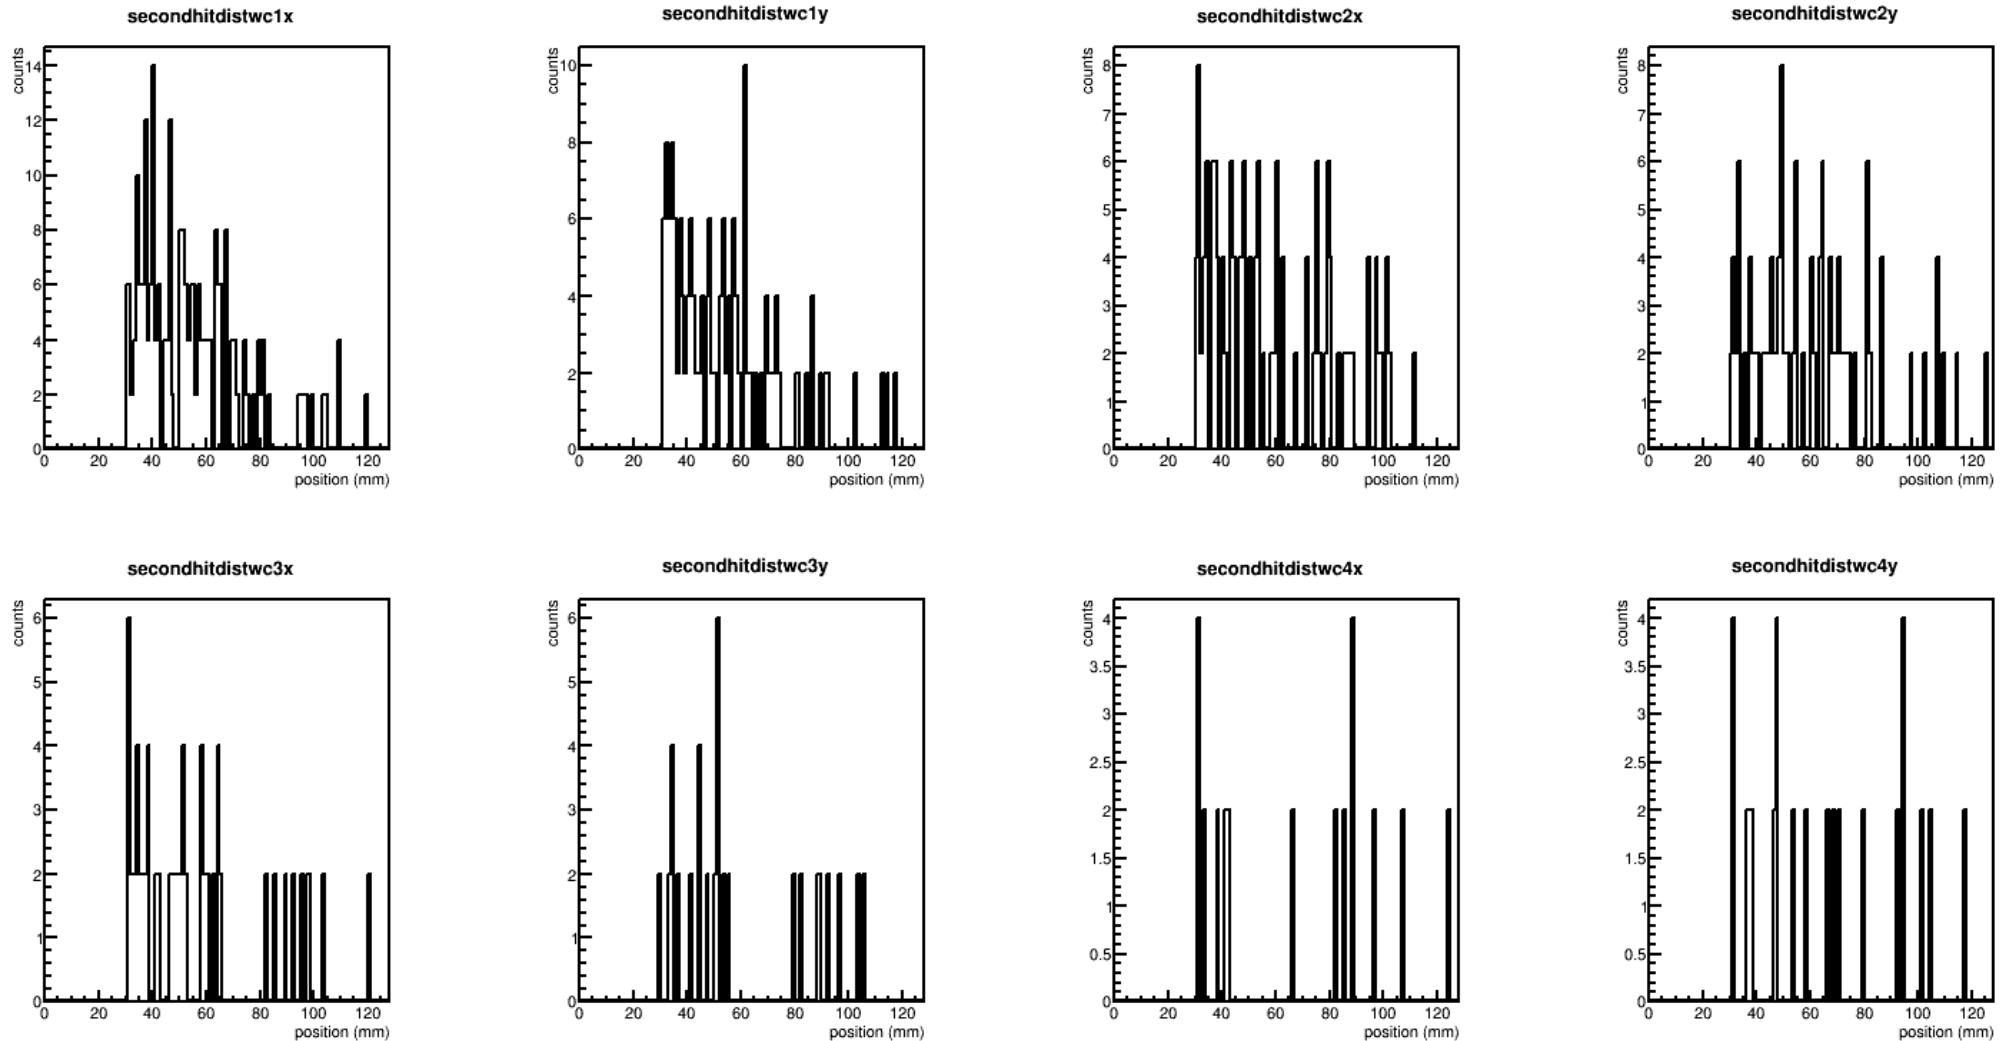 secondhitdistwc1x
counts
14
12
10
8
6
4
2
0
0 20 40 60 80 100 120
position (mm)
secondhitdistwc1y
counts
10
8
6
4
2
0
0 20 40 60 80 100 120
position (mm)
secondhitdistwc2x
counts
8
7
6
5
4
3
2
1
0
0 20 40 60 80 100 120
position (mm)
secondhitdistwc2y
counts
8
7
6
5
4
3
2
1
0
0 20 40 60 80 100 120
position (mm)
secondhitdistwc3x
counts
6
5
4
3
2
1
0
0 20 40 60 80 100 120
position (mm)
secondhitdistwc3y
counts
6
5
4
3
2
1
0
0 20 40 60 80 100 120
position (mm)
secondhitdistwc4x
counts
4
3.5
3
2.5
2
1.5
1
0.5
0
0 20 40 60 80 100 120
position (mm)
secondhitdistwc4y
counts
4
3.5
3
2.5
2
1.5
1
0.5
0
0 20 40 60 80 100 120
position (mm)